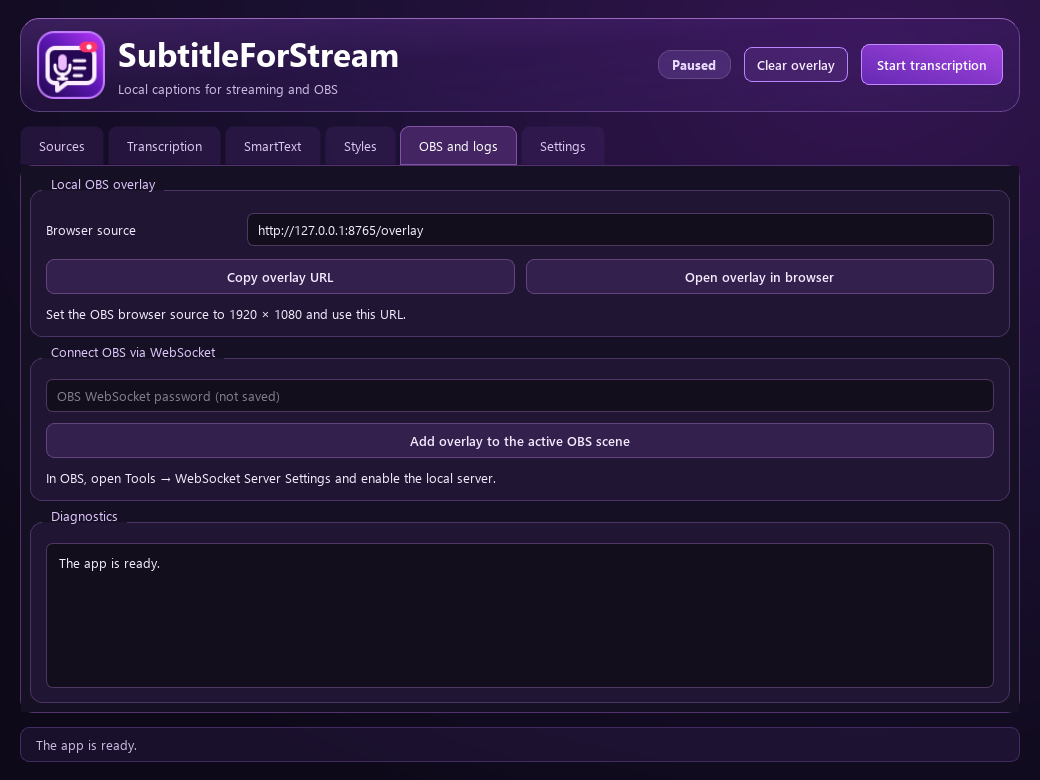 SubtitleForStream
Local captions for streaming and OBS
Paused
Clear overlay
Start transcription
Sources
Transcription
SmartText
Styles
OBS and logs
Settings
Local OBS overlay
Browser source
http://127.0.0.1:8765/overlay
Copy overlay URL
Open overlay in browser
Set the OBS browser source to 1920 × 1080 and use this URL.
Connect OBS via WebSocket
OBS WebSocket password (not saved)
Add overlay to the active OBS scene
In OBS, open Tools → WebSocket Server Settings and enable the local server.
Diagnostics
The app is ready.
The app is ready.